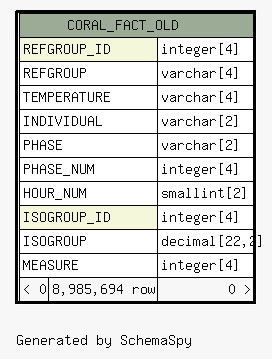 CORAL_FACT_OLD
REFGROUP_ID integer[4]
REFGROUP varchar[4]
TEMPERATURE varchar[4]
INDIVIDUAL varchar[2]
PHASE varchar[2]
PHASE_NUM integer[4]
HOUR_NUM smallint[2]
ISOGROUP_ID integer[4]
ISOGROUP decimal[22,2]
MEASURE integer[4]
< 0 8,985,694 row 0 >
Generated by SchemaSpy